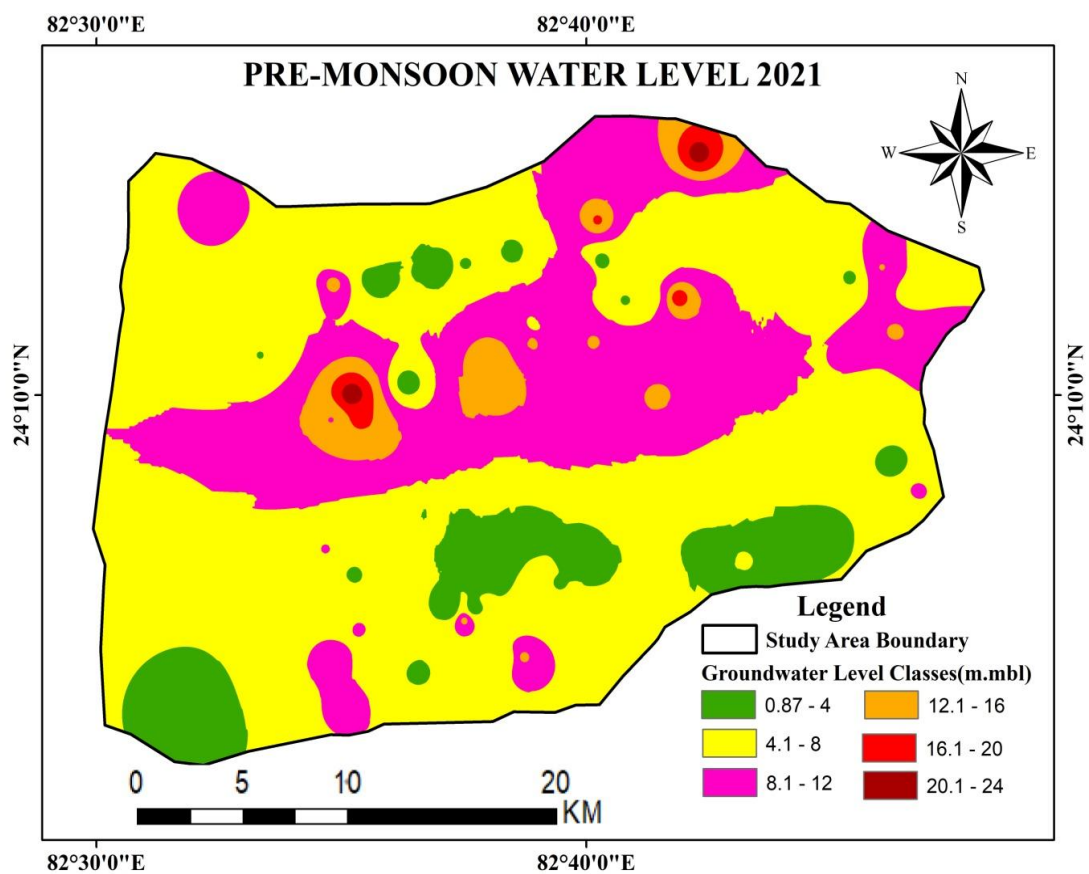 82°30'0"E
82°40'0"E
PRE-MONSOON WATER LEVEL 2021
N
W
E
S
24°10'0"N
24°10'0"N
Legend
Study Area Boundary
Groundwater Level Classes(m.mbl)
0.87 - 4
12.1 - 16
4.1 - 8
16.1 - 20
8.1 - 12
20.1 - 24
0 5 10 20
KM
82°30'0"E
82°40'0"E